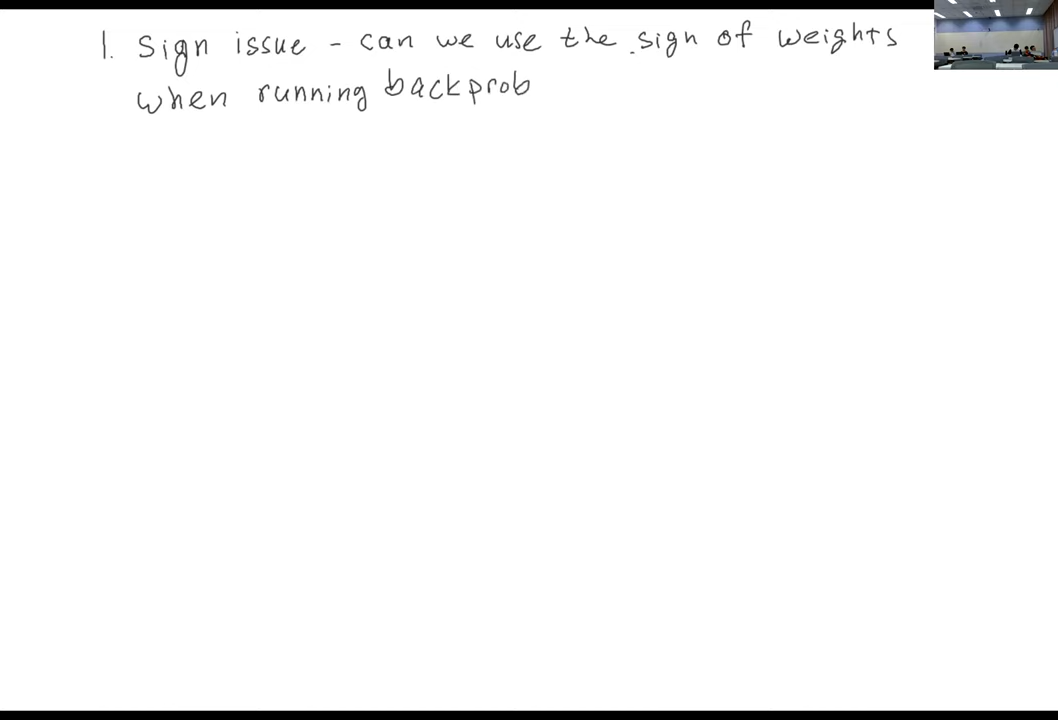 1. Sign issue - can we use the sign of weights
when running backprob